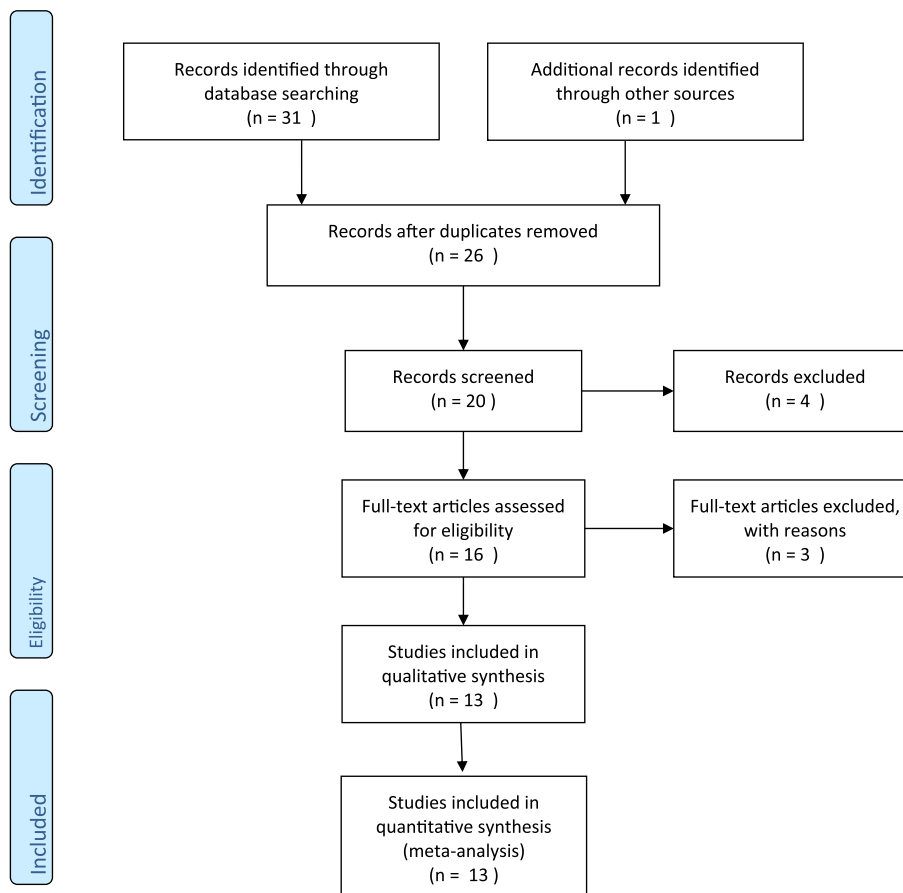 Identification
Records identified through
database searching
(n = 31 )
Additional records identified
through other sources
(n = 1 )
Records after duplicates removed
(n = 26 )
Screening
Records screened
(n = 20 )
Records excluded
(n = 4 )
Eligibility
Full-text articles assessed
for eligibility
(n = 16 )
Full-text articles excluded,
with reasons
(n = 3 )
Studies included in
qualitative synthesis
(n = 13 )
Included
Studies included in
quantitative synthesis
(meta-analysis)
(n = 13 )